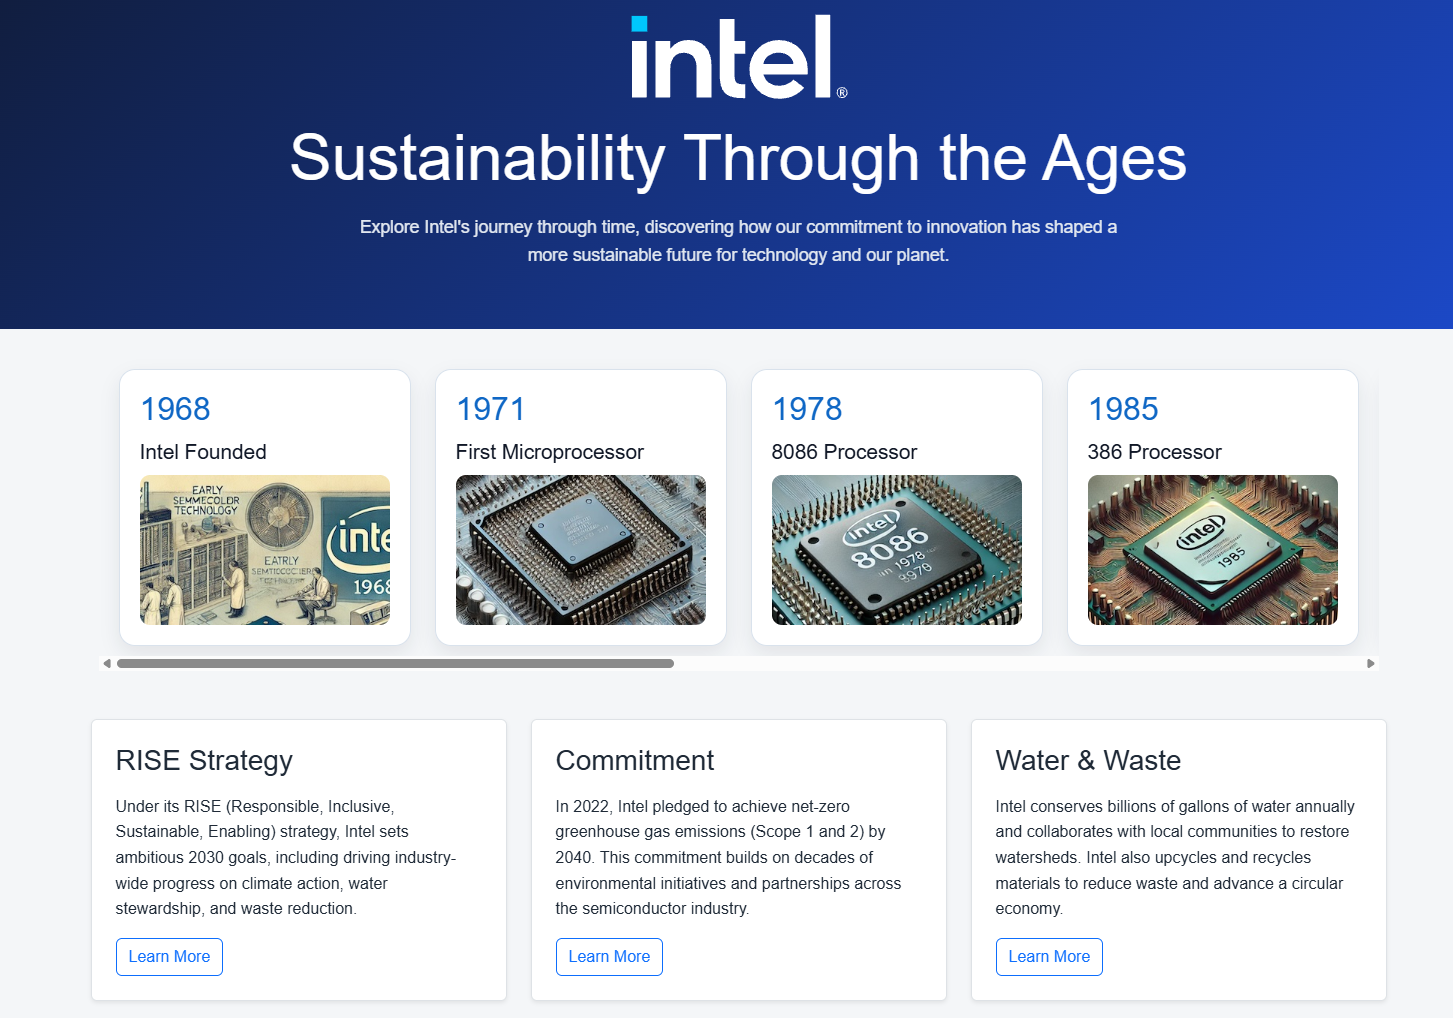 intel®
Sustainability Through the Ages
Explore Intel's journey through time, discovering how our commitment to innovation has shaped a
more sustainable future for technology and our planet.
1968
Intel Founded
EARLY
SEMMECOLOR
TECHNOLOGY
EATRLY
inte
1968
1971
First Microprocessor
1978
8086 Processor
intel
8086
in 1978
1985
386 Processor
intel
1985
RISE Strategy
Under its RISE (Responsible, Inclusive,
Sustainable, Enabling) strategy, Intel sets
ambitious 2030 goals, including driving industry-
wide progress on climate action, water
stewardship, and waste reduction.
Learn More
Commitment
In 2022, Intel pledged to achieve net-zero
greenhouse gas emissions (Scope 1 and 2) by
2040. This commitment builds on decades of
environmental initiatives and partnerships across
the semiconductor industry.
Learn More
Water & Waste
Intel conserves billions of gallons of water annually
and collaborates with local communities to restore
watersheds. Intel also upcycles and recycles
materials to reduce waste and advance a circular
economy.
Learn More